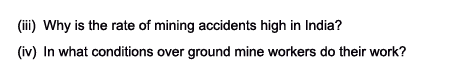 (iii) Why is the rate of mining accidents high in India?
(iv) In what conditions over ground mine workers do their work?